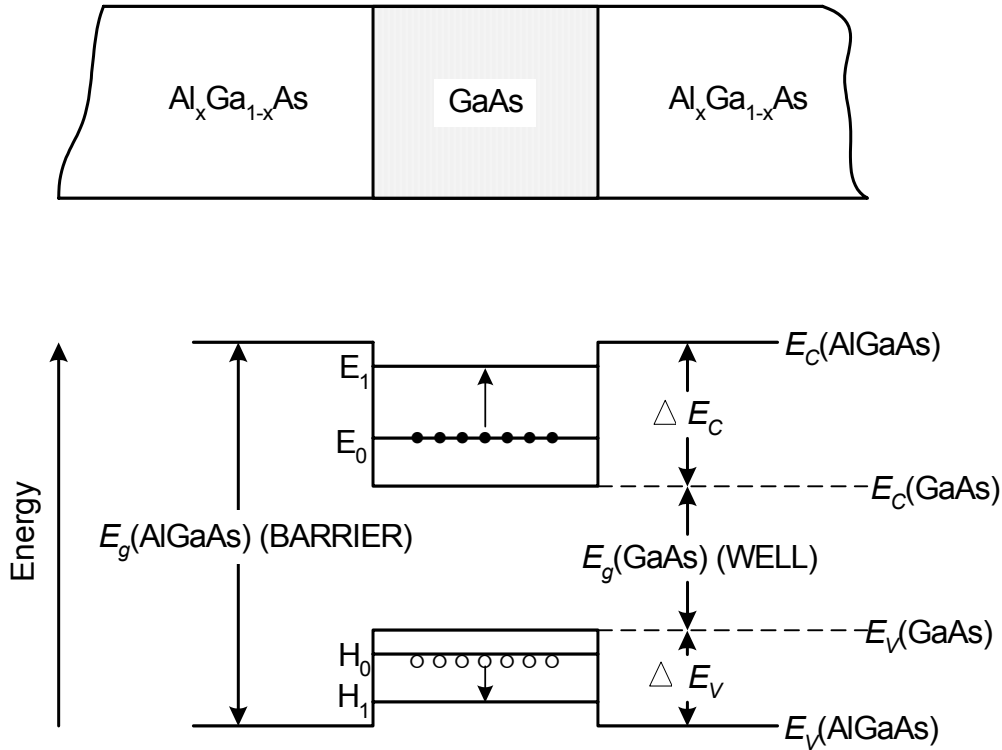 AlxGa1-xAs
GaAs
AlxGa1-xAs
Energy
EC(AlGaAs)
E1
△ EC
E0
EC(GaAs)
Eg(AlGaAs) (BARRIER)
Eg(GaAs) (WELL)
EV(GaAs)
H0
△ EV
H1
EV(AlGaAs)